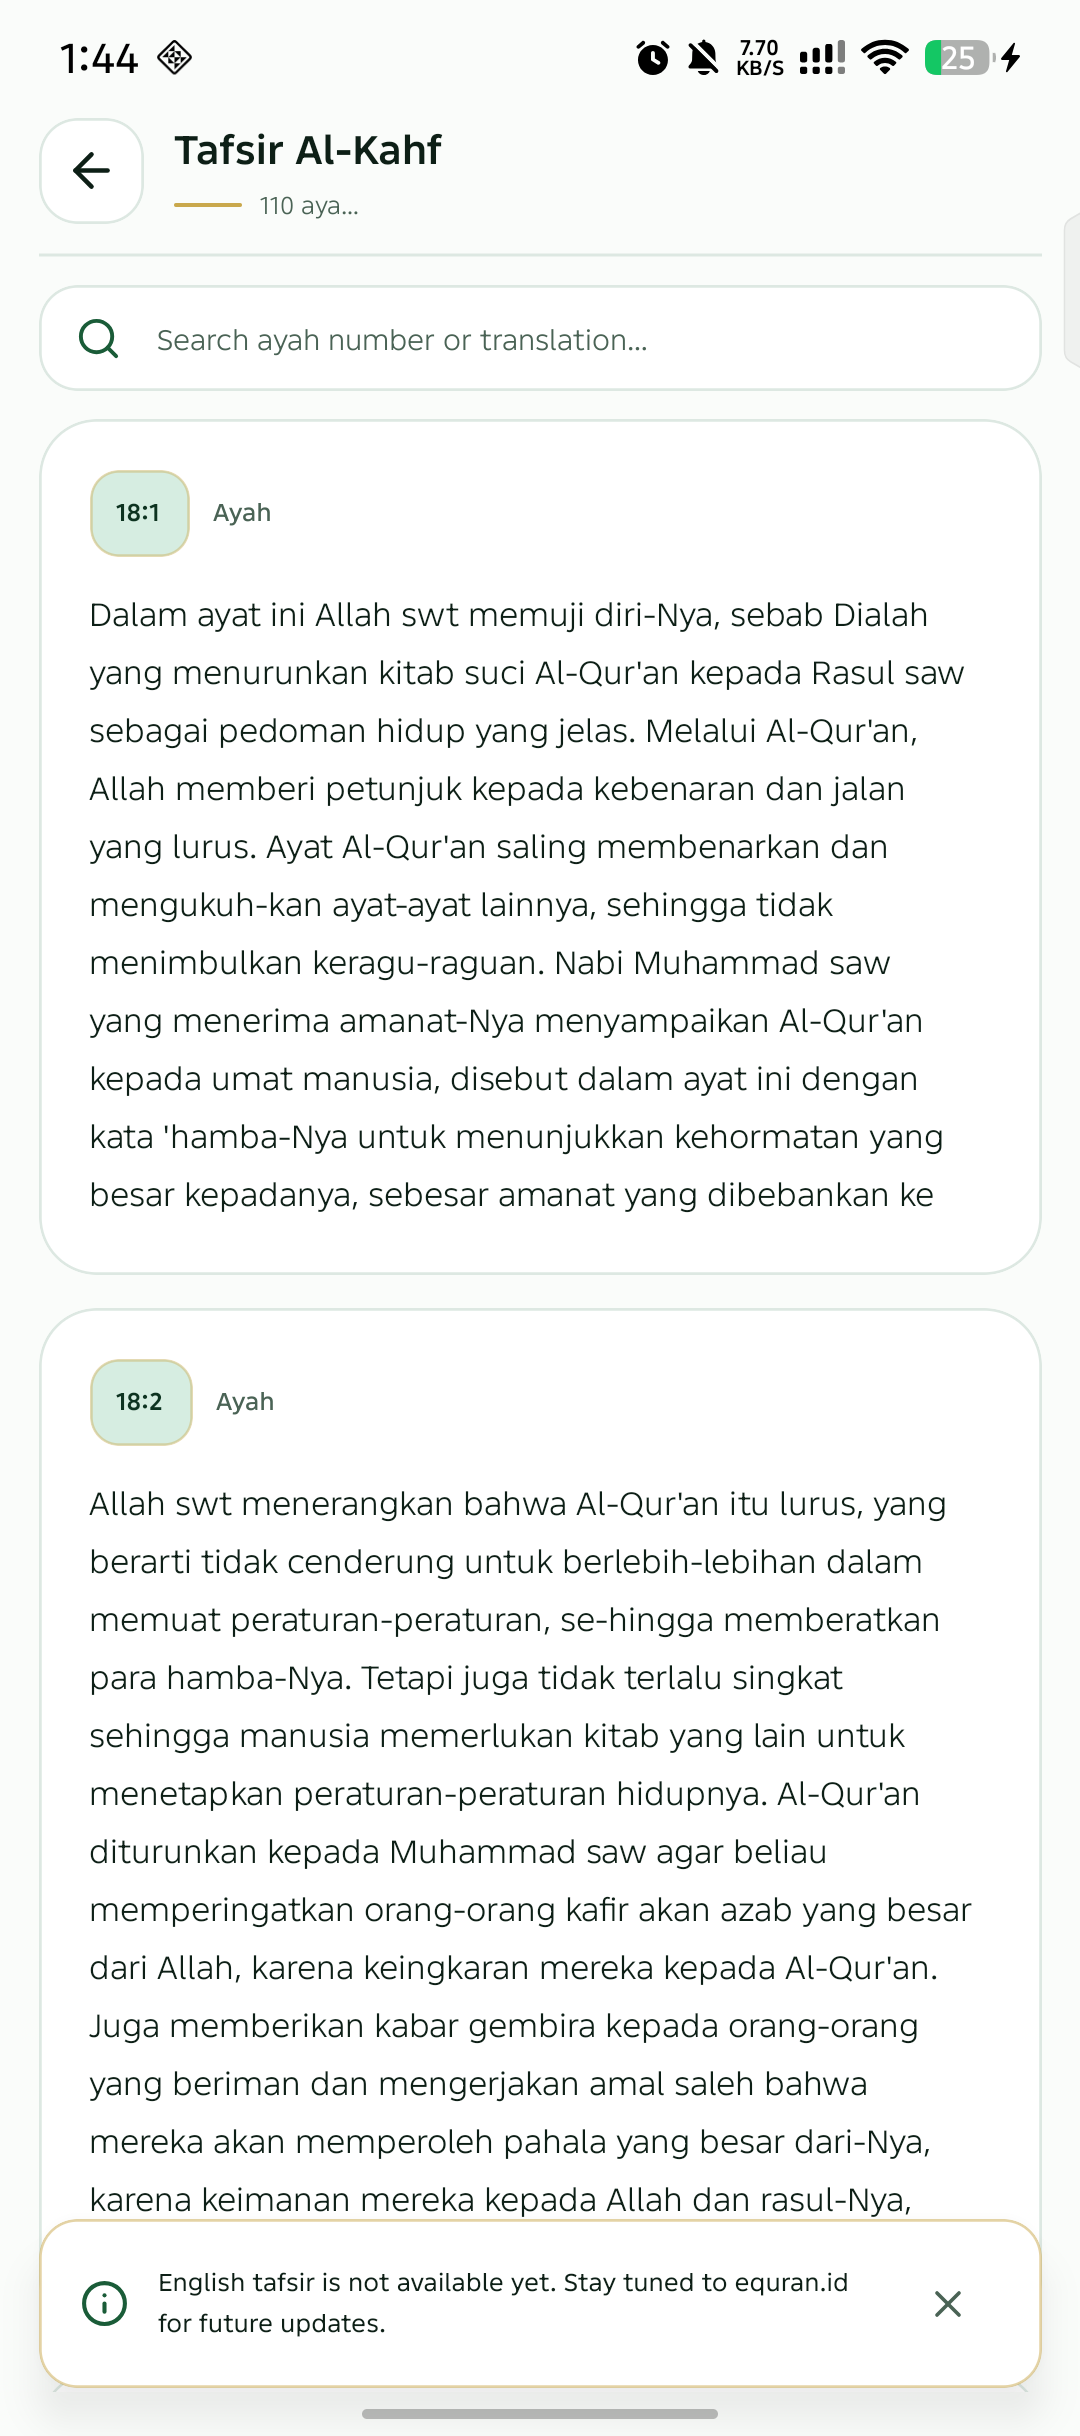 1:44
7.70
KB/S
25
Tafsir Al-Kahf
110 aya...
Search ayah number or translation...
18:1 Ayah
Dalam ayat ini Allah swt memuji diri-Nya, sebab Dialah
yang menurunkan kitab suci Al-Qur'an kepada Rasul saw
sebagai pedoman hidup yang jelas. Melalui Al-Qur'an,
Allah memberi petunjuk kepada kebenaran dan jalan
yang lurus. Ayat Al-Qur'an saling membenarkan dan
mengukuh-kan ayat-ayat lainnya, sehingga tidak
menimbulkan keragu-raguan. Nabi Muhammad saw
yang menerima amanat-Nya menyampaikan Al-Qur'an
kepada umat manusia, disebut dalam ayat ini dengan
kata 'hamba-Nya untuk menunjukkan kehormatan yang
besar kepadanya, sebesar amanat yang dibebankan ke
18:2 Ayah
Allah swt menerangkan bahwa Al-Qur'an itu lurus, yang
berarti tidak cenderung untuk berlebih-lebihan dalam
memuat peraturan-peraturan, se-hingga memberatkan
para hamba-Nya. Tetapi juga tidak terlalu singkat
sehingga manusia memerlukan kitab yang lain untuk
menetapkan peraturan-peraturan hidupnya. Al-Qur'an
diturunkan kepada Muhammad saw agar beliau
memperingatkan orang-orang kafir akan azab yang besar
dari Allah, karena keingkaran mereka kepada Al-Qur'an.
Juga memberikan kabar gembira kepada orang-orang
yang beriman dan mengerjakan amal saleh bahwa
mereka akan memperoleh pahala yang besar dari-Nya,
karena keimanan mereka kepada Allah dan rasul-Nya,
English tafsir is not available yet. Stay tuned to equran.id
for future updates.